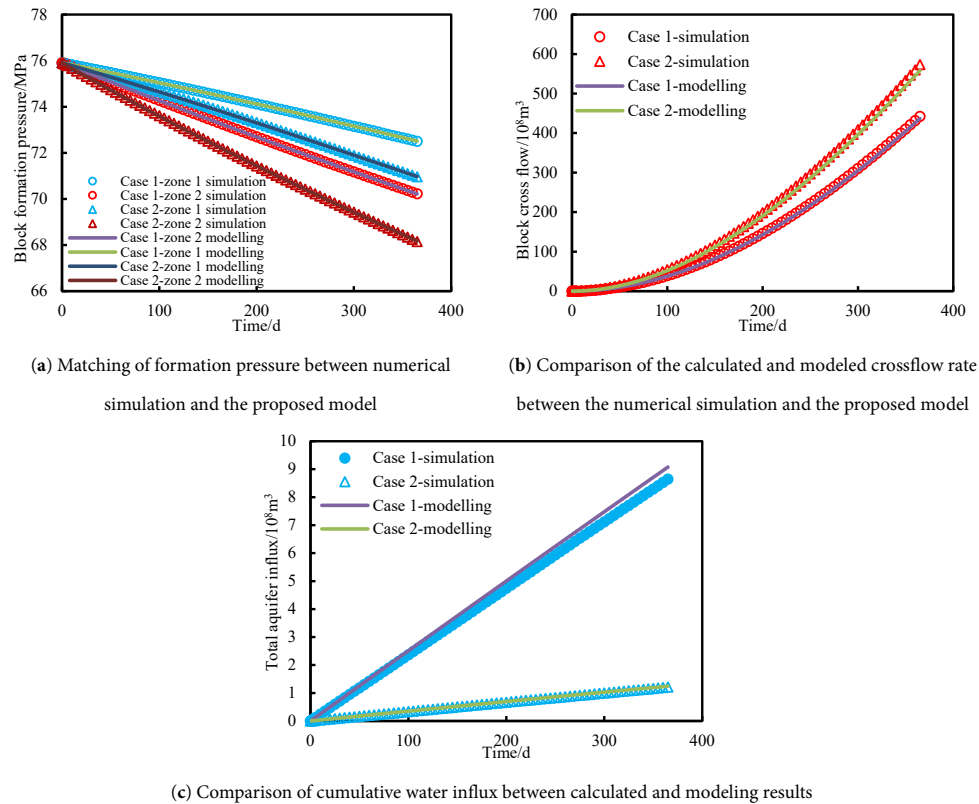 Block formation pressure/MPa
78
76
74
72
70
68
66
0
100
200
300
400
Time/d
Case 1-zone 1 simulation
Case 1-zone 2 simulation
Case 2-zone 1 simulation
Case 2-zone 2 simulation
Case 1-zone 2 modelling
Case 1-zone 1 modelling
Case 2-zone 1 modelling
Case 2-zone 2 modelling
(a) Matching of formation pressure between numerical
simulation and the proposed model
Block cross flow/10⁸m³
700
600
500
400
300
200
100
0
0
100
200
300
400
Time/d
Case 1-simulation
Case 2-simulation
Case 1-modelling
Case 2-modelling
(b) Comparison of the calculated and modeled crossflow rate
between the numerical simulation and the proposed model
Total aquifer influx/10⁸m³
10
9
8
7
6
5
4
3
2
1
0
0
100
200
300
400
Time/d
Case 1-simulation
Case 2-simulation
Case 1-modelling
Case 2-modelling
(c) Comparison of cumulative water influx between calculated and modeling results